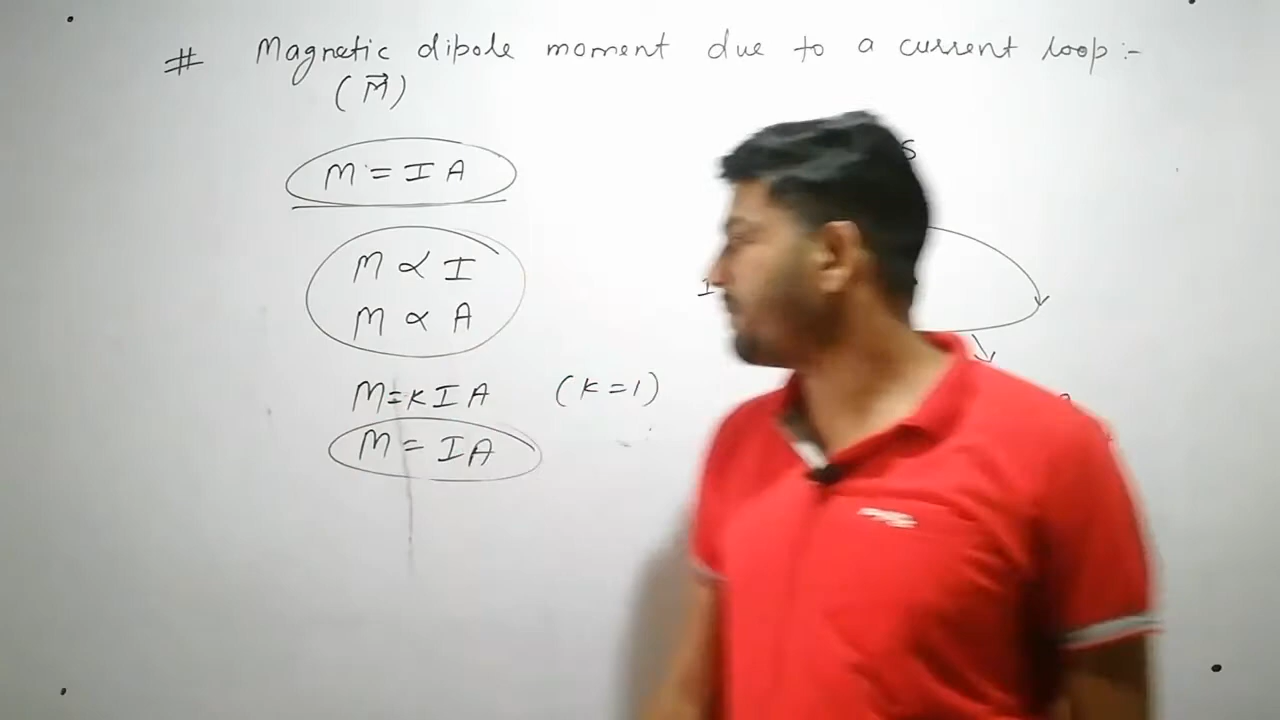 # Magnetic dipole moment due to a current loop :-
(M⃗)
M = I A
M ∝ I
M ∝ A
M = K I A (K = 1)
M = I A
S
I